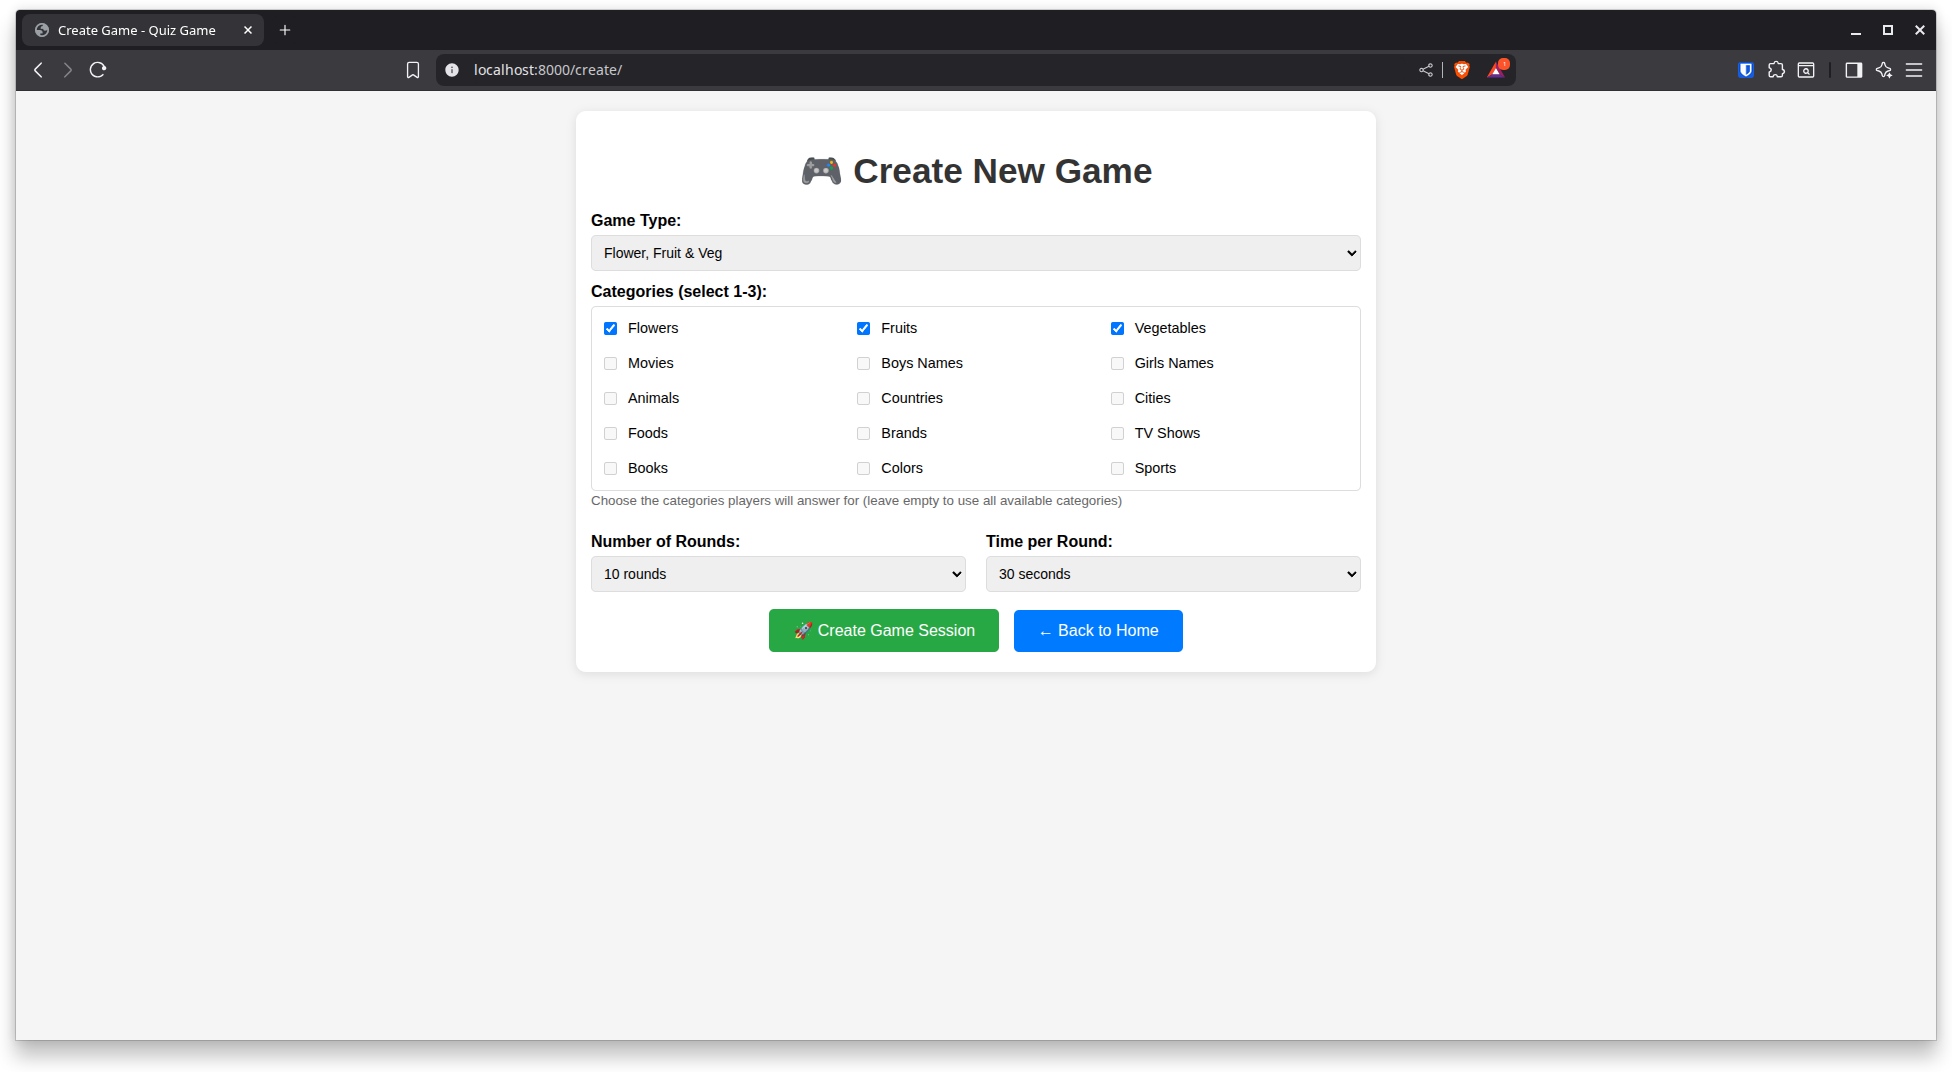 Create Game - Quiz Game
localhost:8000/create/
🎮 Create New Game
Game Type:
Flower, Fruit & Veg
Categories (select 1-3):
Flowers Fruits Vegetables
Movies Boys Names Girls Names
Animals Countries Cities
Foods Brands TV Shows
Books Colors Sports
Choose the categories players will answer for (leave empty to use all available categories)
Number of Rounds: Time per Round:
10 rounds 30 seconds
🚀 Create Game Session ← Back to Home